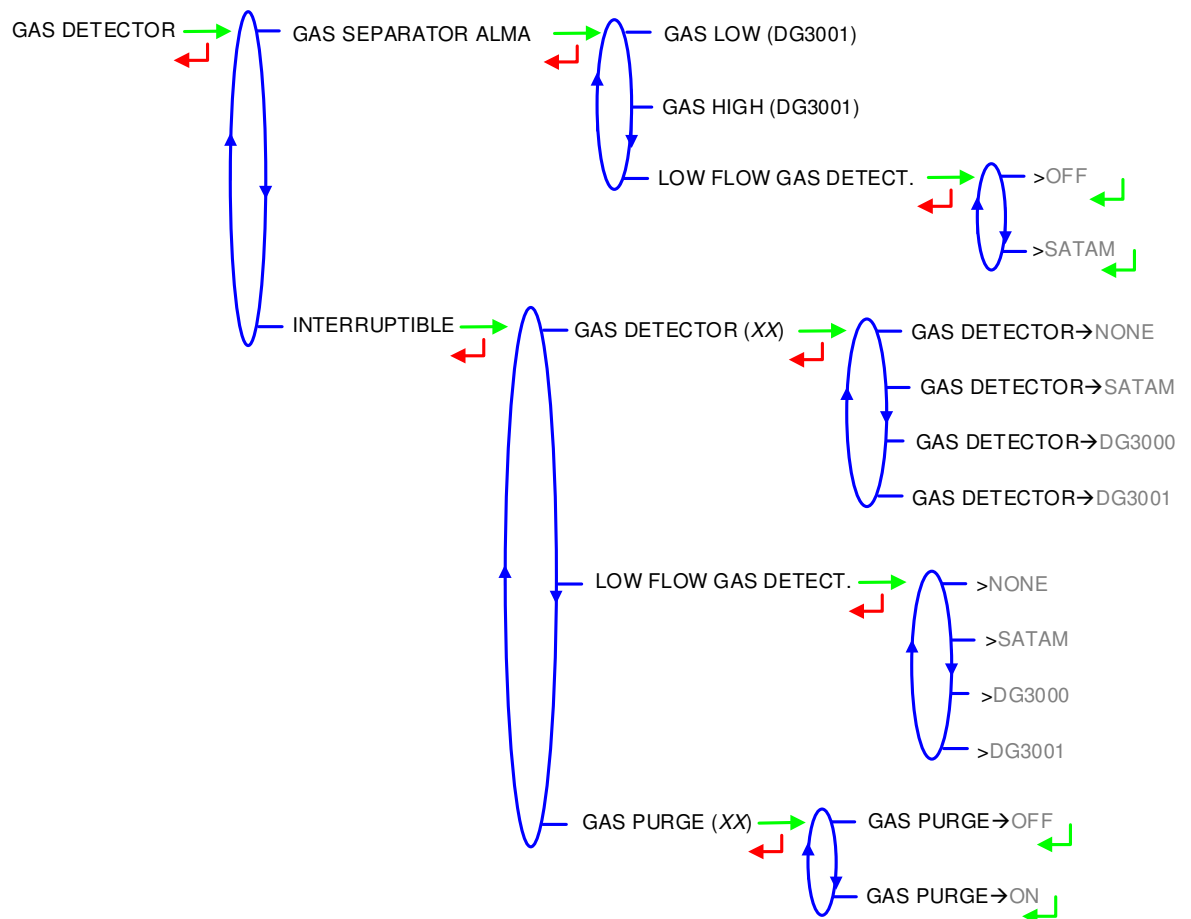 GAS DETECTOR
GAS SEPARATOR ALMA
GAS LOW (DG3001)
GAS HIGH (DG3001)
LOW FLOW GAS DETECT.
>OFF
>SATAM
INTERRUPTIBLE
GAS DETECTOR (XX)
GAS DETECTOR→NONE
GAS DETECTOR→SATAM
GAS DETECTOR→DG3000
GAS DETECTOR→DG3001
LOW FLOW GAS DETECT.
>NONE
>SATAM
>DG3000
>DG3001
GAS PURGE (XX)
GAS PURGE→OFF
GAS PURGE→ON